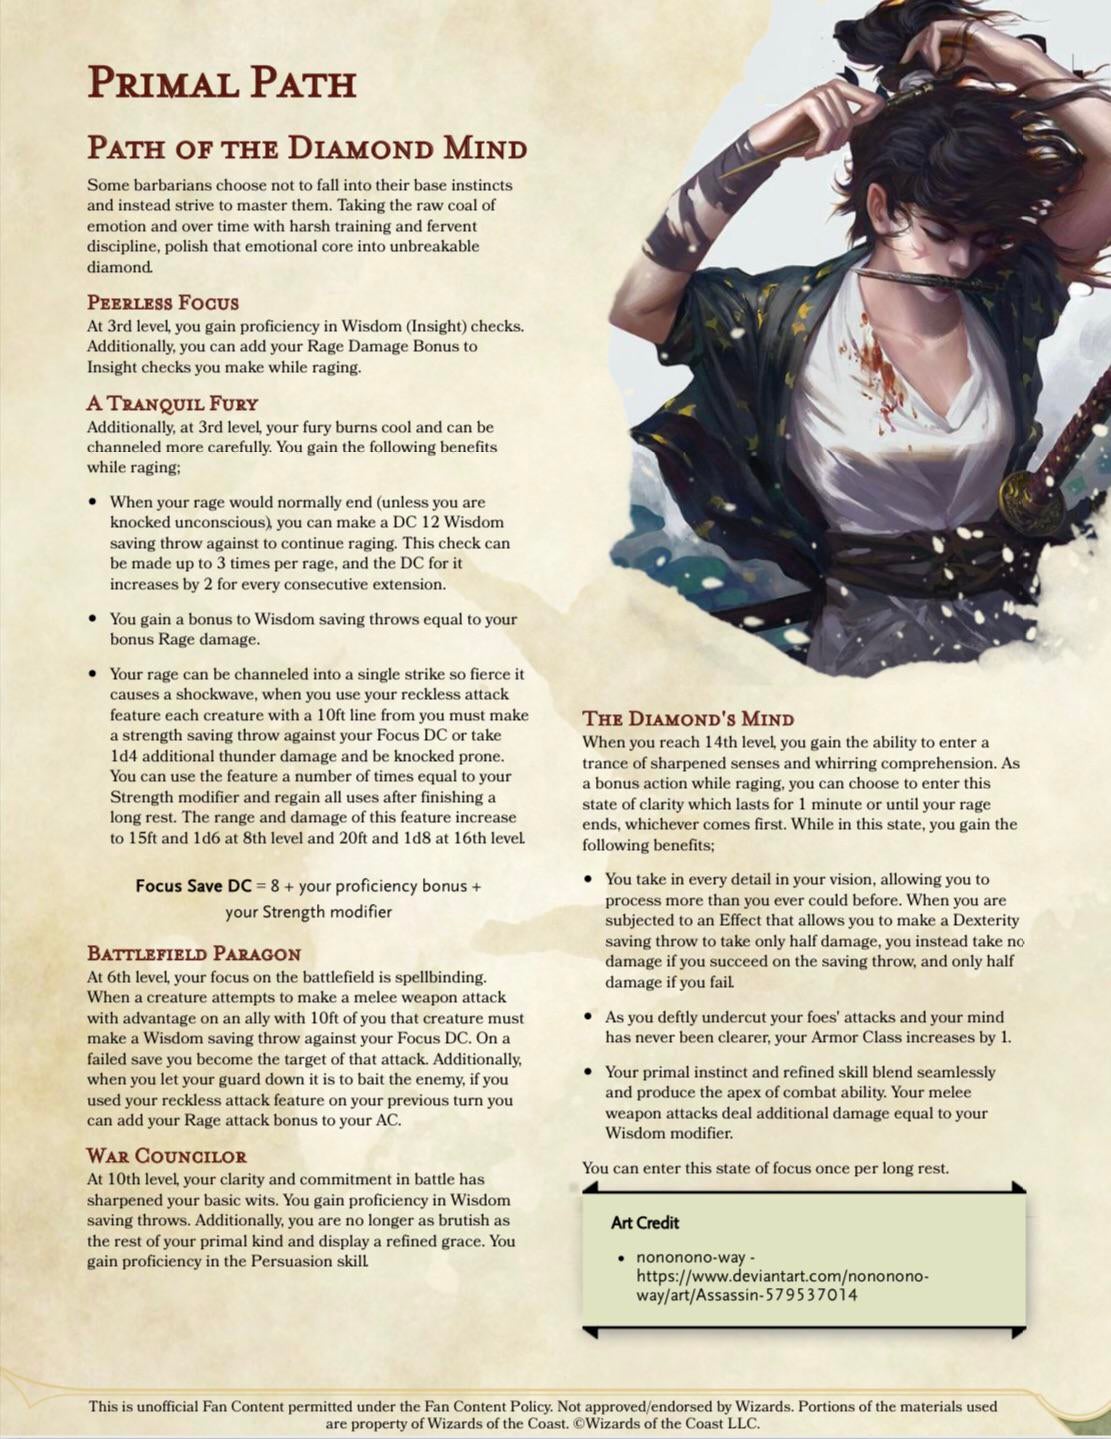 Primal Path
Path of the Diamond Mind
Some barbarians choose not to fall into their base instincts
and instead strive to master them. Taking the raw coal of
emotion and over time with harsh training and fervent
discipline, polish that emotional core into unbreakable
diamond.
Peerless Focus
At 3rd level, you gain proficiency in Wisdom (Insight) checks.
Additionally, you can add your Rage Damage Bonus to
Insight checks you make while raging.
A Tranquil Fury
Additionally, at 3rd level, your fury burns cool and can be
channeled more carefully. You gain the following benefits
while raging;
• When your rage would normally end (unless you are
knocked unconscious), you can make a DC 12 Wisdom
saving throw against to continue raging. This check can
be made up to 3 times per rage, and the DC for it
increases by 2 for every consecutive extension.
• You gain a bonus to Wisdom saving throws equal to your
bonus Rage damage.
• Your rage can be channeled into a single strike so fierce it
causes a shockwave, when you use your reckless attack
feature each creature with a 10ft line from you must make
a strength saving throw against your Focus DC or take
1d4 additional thunder damage and be knocked prone.
You can use the feature a number of times equal to your
Strength modifier and regain all uses after finishing a
long rest. The range and damage of this feature increase
to 15ft and 1d6 at 8th level and 20ft and 1d8 at 16th level.
Focus Save DC = 8 + your proficiency bonus +
your Strength modifier
Battlefield Paragon
At 6th level, your focus on the battlefield is spellbinding.
When a creature attempts to make a melee weapon attack
with advantage on an ally with 10ft of you that creature must
make a Wisdom saving throw against your Focus DC. On a
failed save you become the target of that attack. Additionally,
when you let your guard down it is to bait the enemy, if you
used your reckless attack feature on your previous turn you
can add your Rage attack bonus to your AC.
War Councilor
At 10th level, your clarity and commitment in battle has
sharpened your basic wits. You gain proficiency in Wisdom
saving throws. Additionally, you are no longer as brutish as
the rest of your primal kind and display a refined grace. You
gain proficiency in the Persuasion skill.
The Diamond's Mind
When you reach 14th level, you gain the ability to enter a
trance of sharpened senses and whirring comprehension. As
a bonus action while raging, you can choose to enter this
state of clarity which lasts for 1 minute or until your rage
ends, whichever comes first. While in this state, you gain the
following benefits;
• You take in every detail in your vision, allowing you to
process more than you ever could before. When you are
subjected to an Effect that allows you to make a Dexterity
saving throw to take only half damage, you instead take no
damage if you succeed on the saving throw, and only half
damage if you fail.
• As you deftly undercut your foes' attacks and your mind
has never been clearer, your Armor Class increases by 1.
• Your primal instinct and refined skill blend seamlessly
and produce the apex of combat ability. Your melee
weapon attacks deal additional damage equal to your
Wisdom modifier.
You can enter this state of focus once per long rest.
Art Credit
• nononono-way -
https://www.deviantart.com/nononono-
way/art/Assassin-579537014
This is unofficial Fan Content permitted under the Fan Content Policy. Not approved/endorsed by Wizards. Portions of the materials used
are property of Wizards of the Coast. ©Wizards of the Coast LLC.